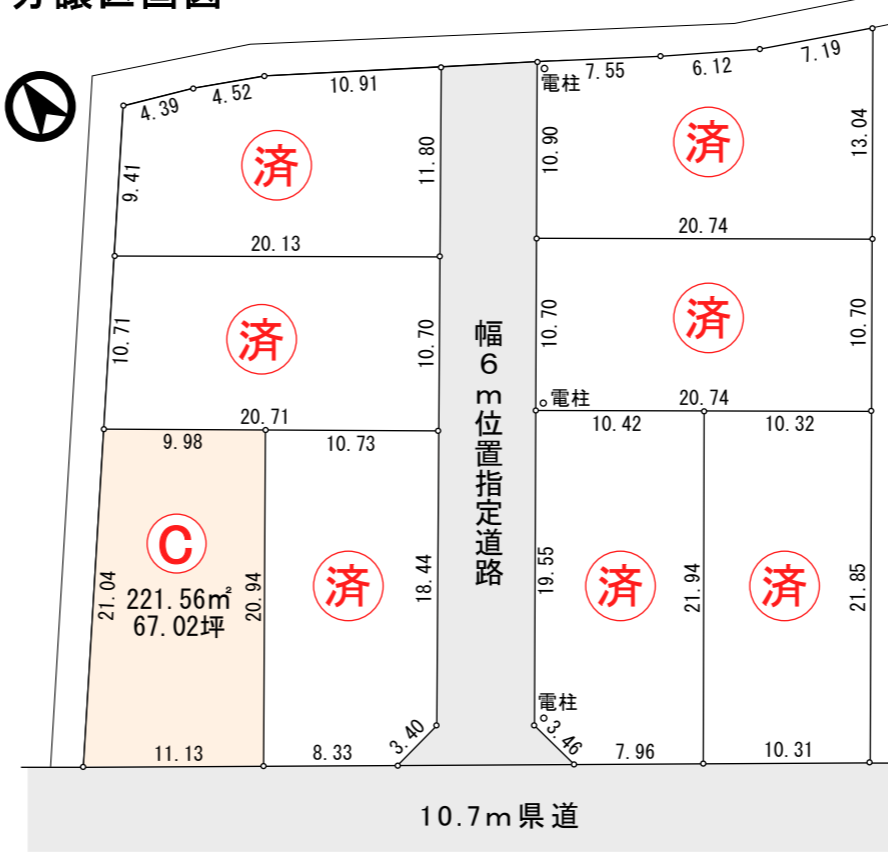 分譲区画図
4.39
4.52
10.91
電柱
7.55
6.12
7.19
9.41
済
11.80
10.90
済
13.04
20.13
20.74
10.71
済
10.70
10.70
済
10.70
幅6m位置指定道路
20.71
電柱
20.74
9.98
10.73
10.42
10.32
C
221.56㎡
67.02坪
21.04
20.94
済
18.44
19.55
済
21.94
済
21.85
電柱
3.40
3.46
11.13
8.33
7.96
10.31
10.7m県道